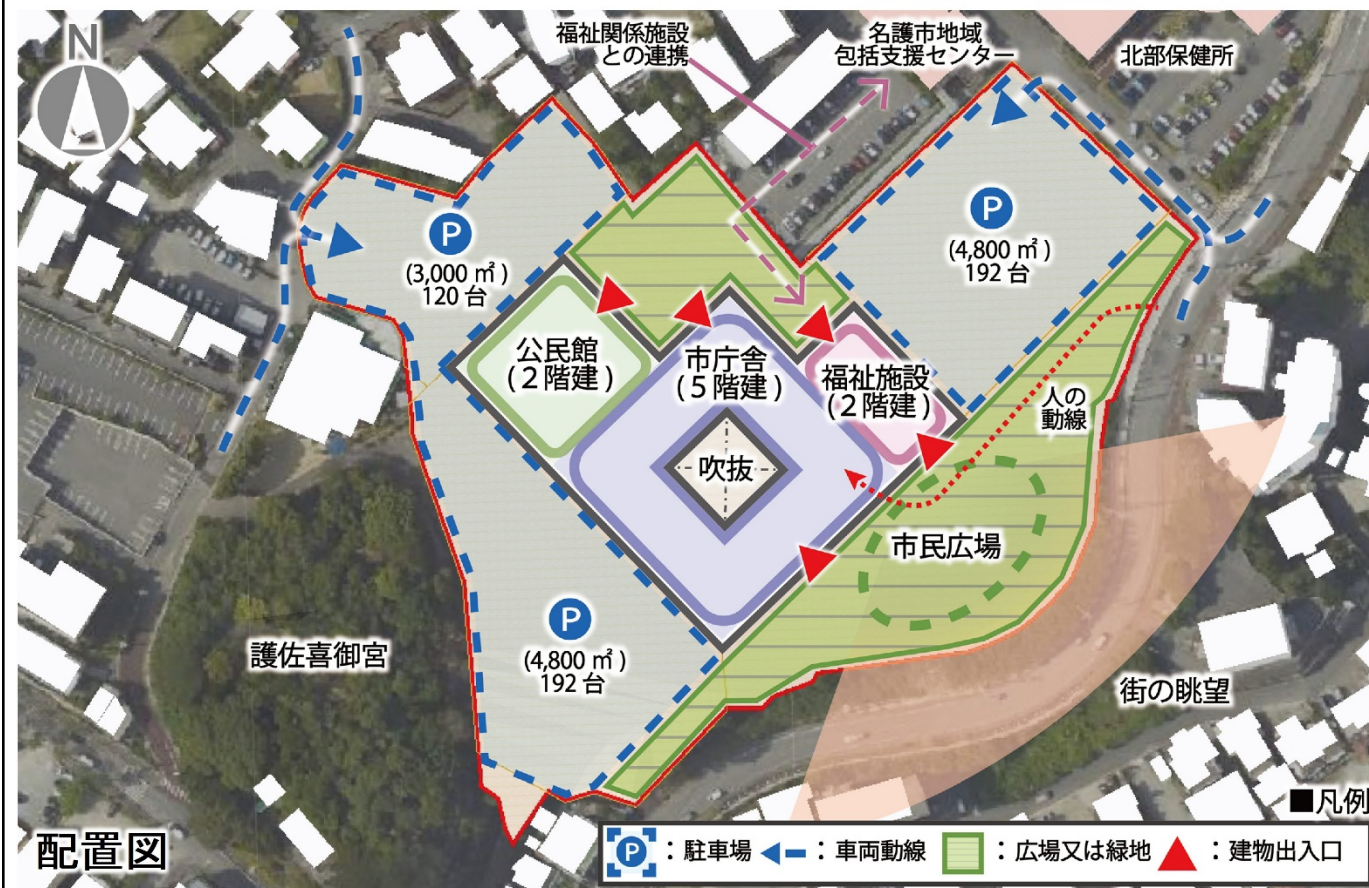 N
福祉関係施設
との連携
名護市地域
包括支援センター
北部保健所
P
(3,000 ㎡)
120 台
P
(4,800 ㎡)
192 台
公民館
(2階建)
市庁舎
(5階建)
福祉施設
(2階建)
人の
動線
吹抜
市民広場
P
(4,800 ㎡)
192 台
護佐喜御宮
街の眺望
■凡例
配置図
P：駐車場 ：車両動線 ：広場又は緑地 ：建物出入口